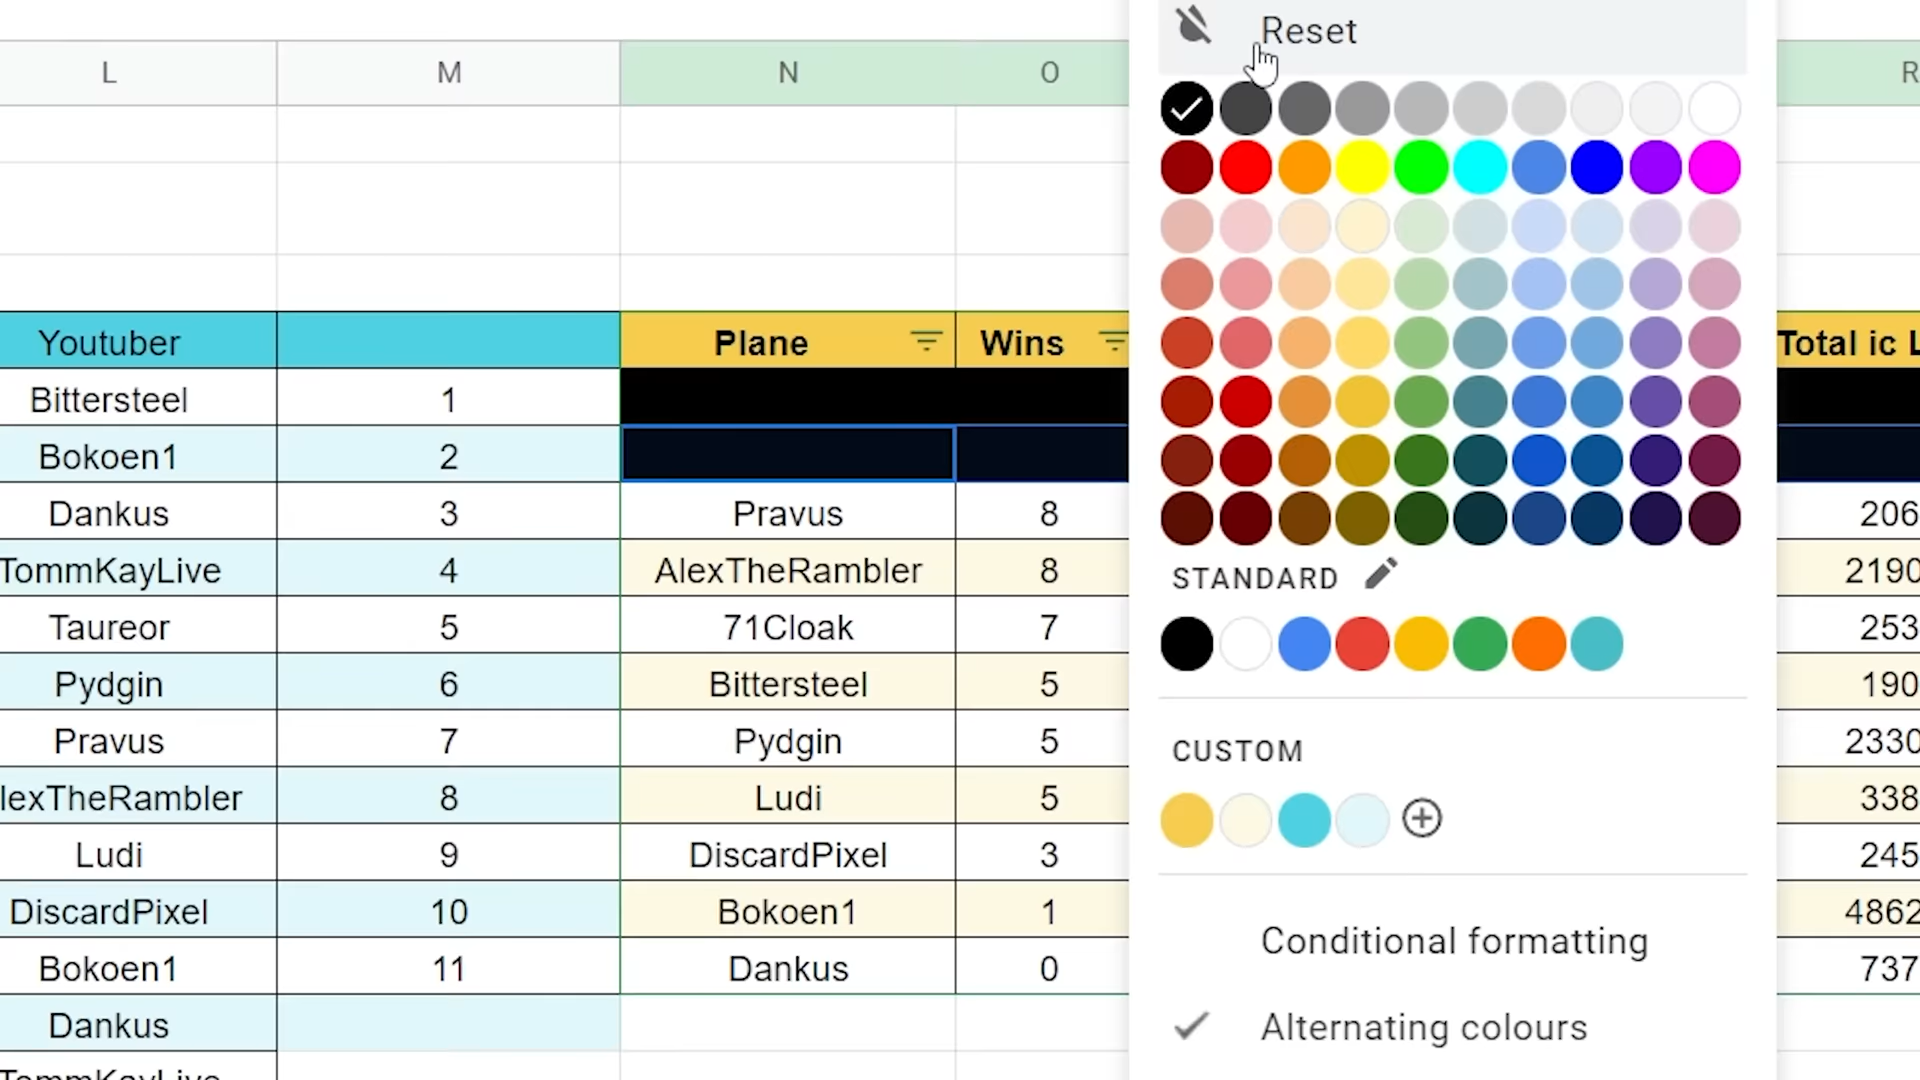 Reset
L M N O R
Youtuber Plane Wins Total ic L
Bittersteel 1
Bokoen1 2
Dankus 3 Pravus 8 206
TommKayLive 4 AlexTheRambler 8 2190
Taureor 5 71Cloak 7 253
Pydgin 6 Bittersteel 5 190
Pravus 7 Pydgin 5 2330
lexTheRambler 8 Ludi 5 338
Ludi 9 DiscardPixel 3 245
DiscardPixel 10 Bokoen1 1 4862
Bokoen1 11 Dankus 0 737
Dankus
TommKayLive
STANDARD
CUSTOM
Conditional formatting
Alternating colours